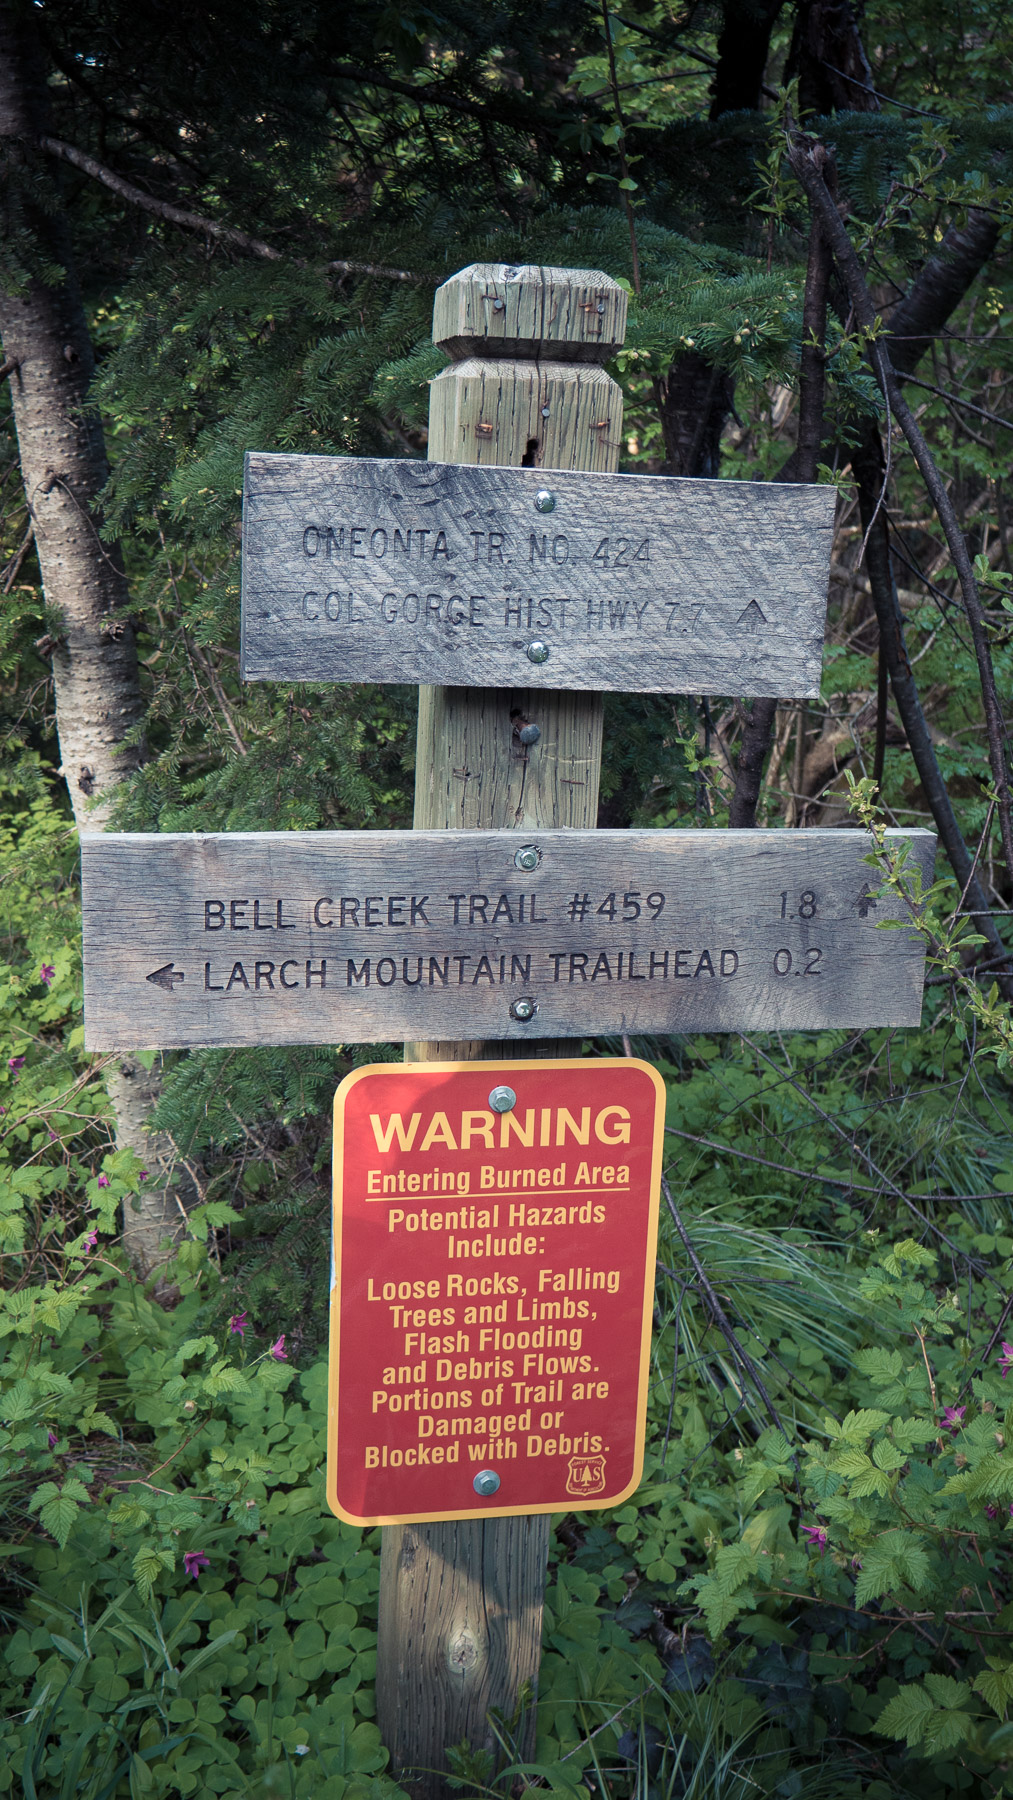 ONEONTA TR. NO. 424
COL GORGE HIST HWY 7.7
BELL CREEK TRAIL #459 1.8
LARCH MOUNTAIN TRAILHEAD 0.2
WARNING
Entering Burned Area
Potential Hazards
Include:
Loose Rocks, Falling
Trees and Limbs,
Flash Flooding
and Debris Flows.
Portions of Trail are
Damaged or
Blocked with Debris.
FOREST SERVICE
U S